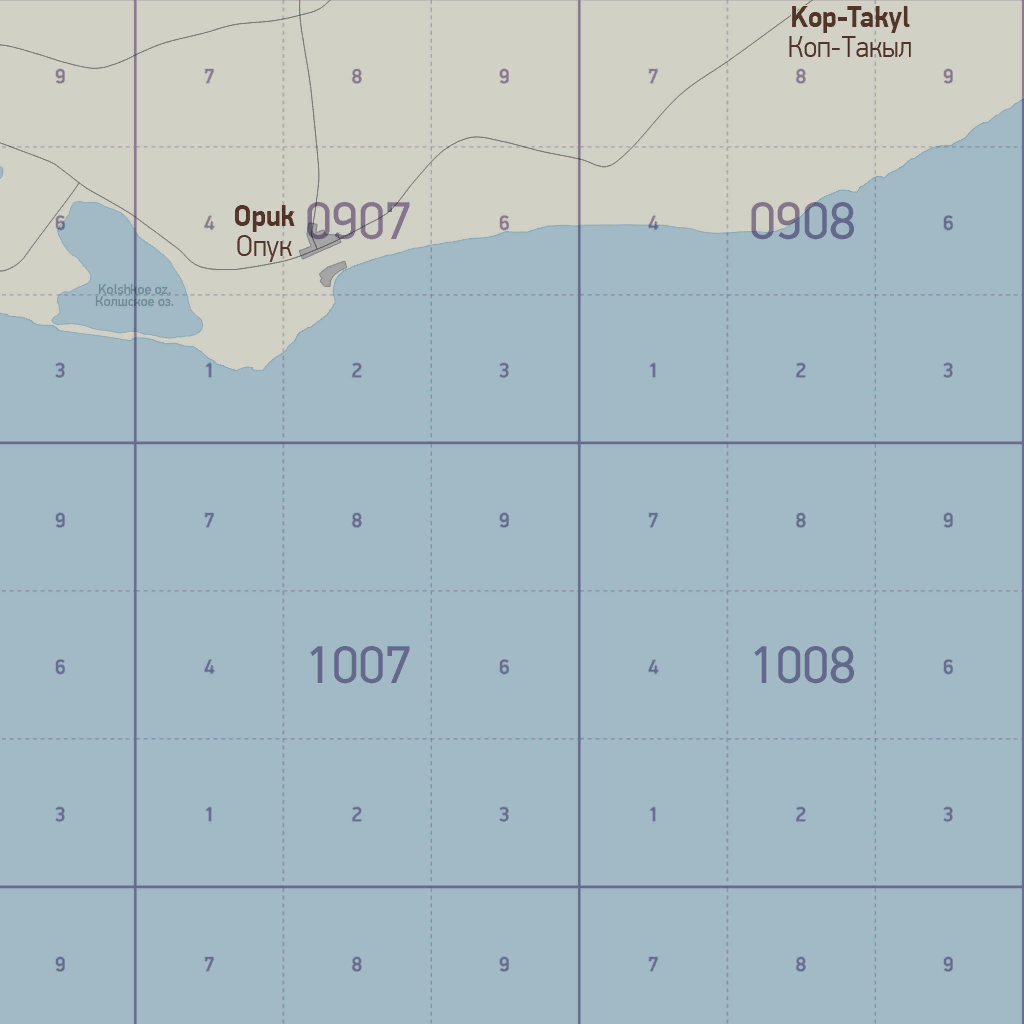 Kop-Takyl
Коп-Такыл
9 7 8 9 7 8 9
Opuk
Опук
6 4 0907 6 4 0908 6
Kolshkoe oz.
Колшское оз.
3 1 2 3 1 2 3
9 7 8 9 7 8 9
6 4 1007 6 4 1008 6
3 1 2 3 1 2 3
9 7 8 9 7 8 9